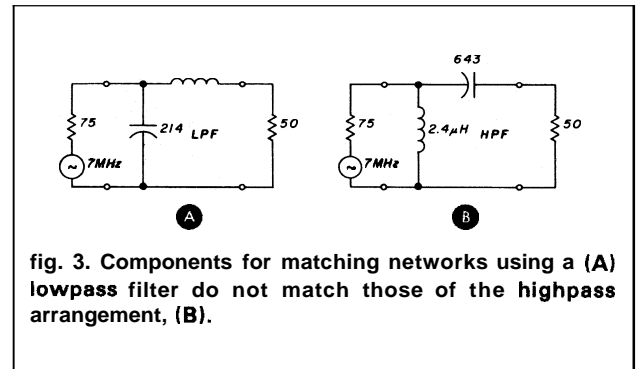 643
75
214 LPF
50
7MHz
75
2.4μH HPF
50
7MHz
A
B
fig. 3. Components for matching networks using a (A)
lowpass filter do not match those of the highpass
arrangement, (B).